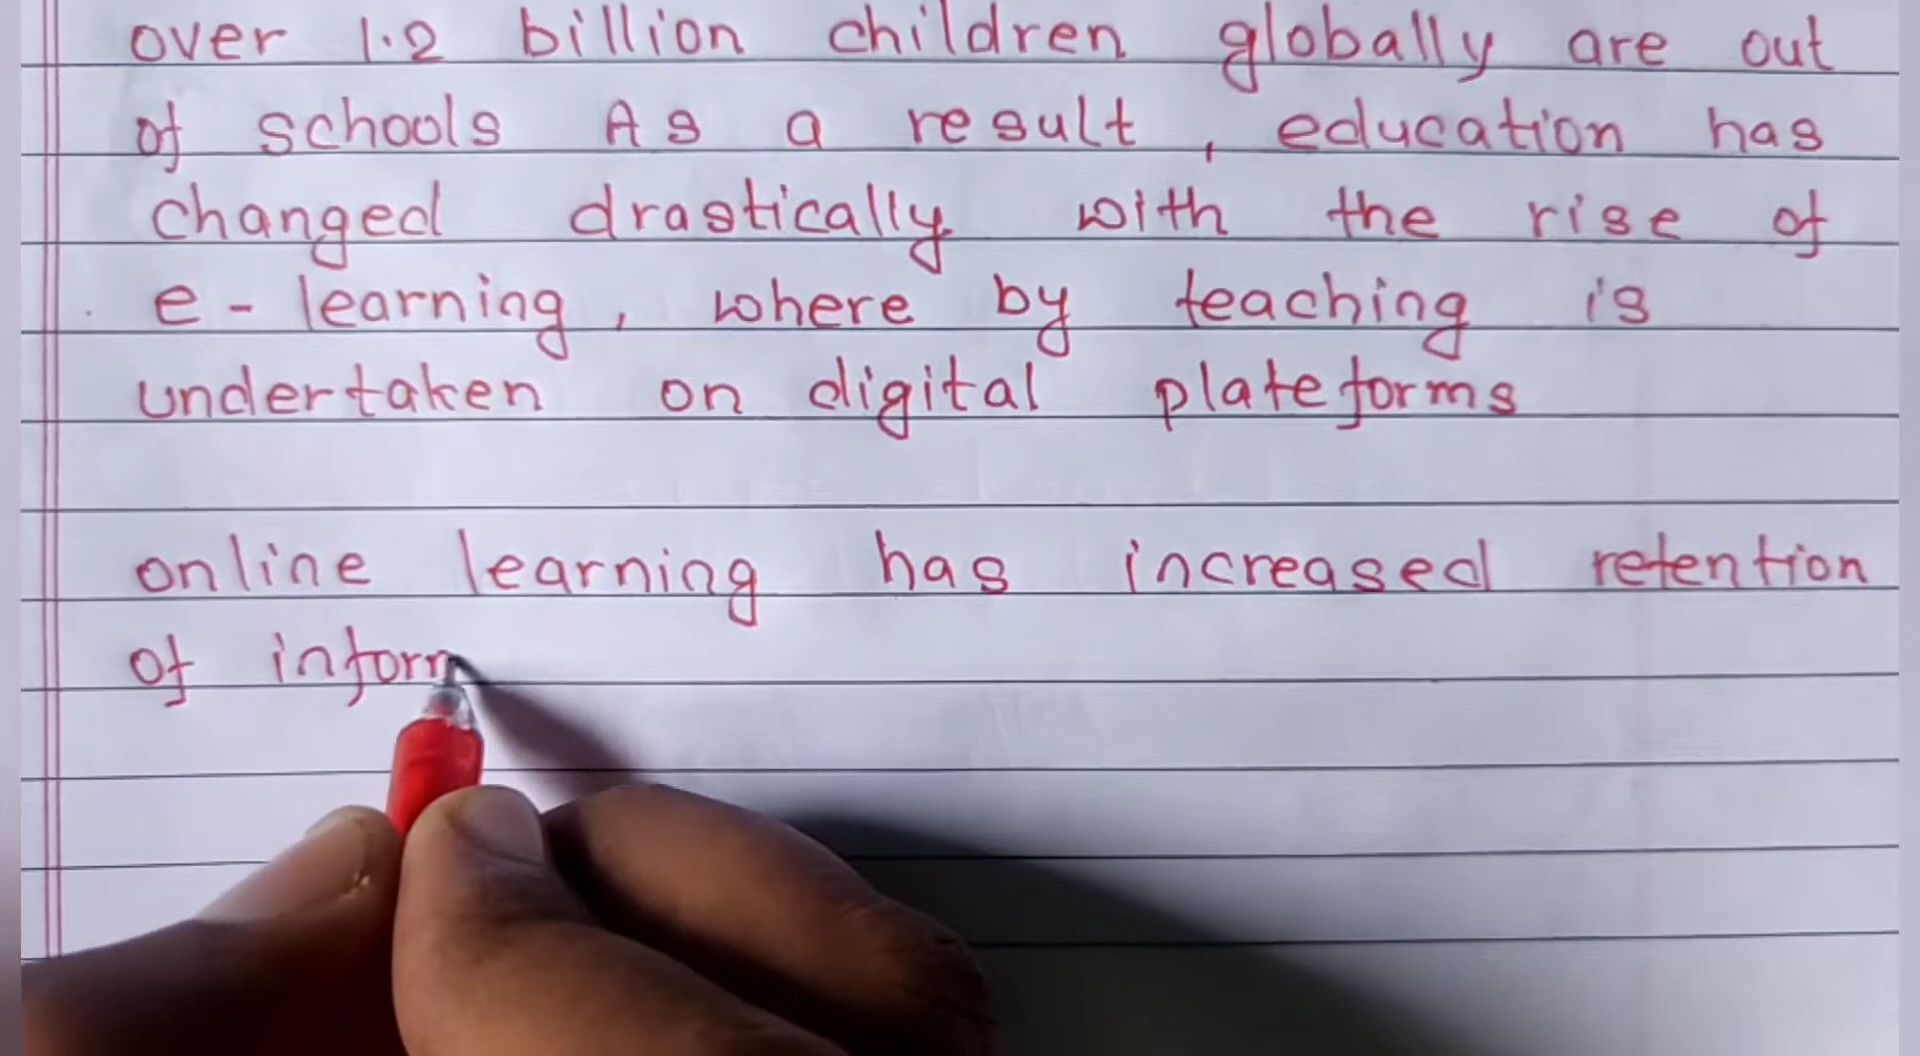 over 1.2 billion children globally are out
of schools As a result, education has
changed drastically with the rise of
e-learning, where by teaching is
undertaken on digital plateforms
online learning has increased retention
of inform